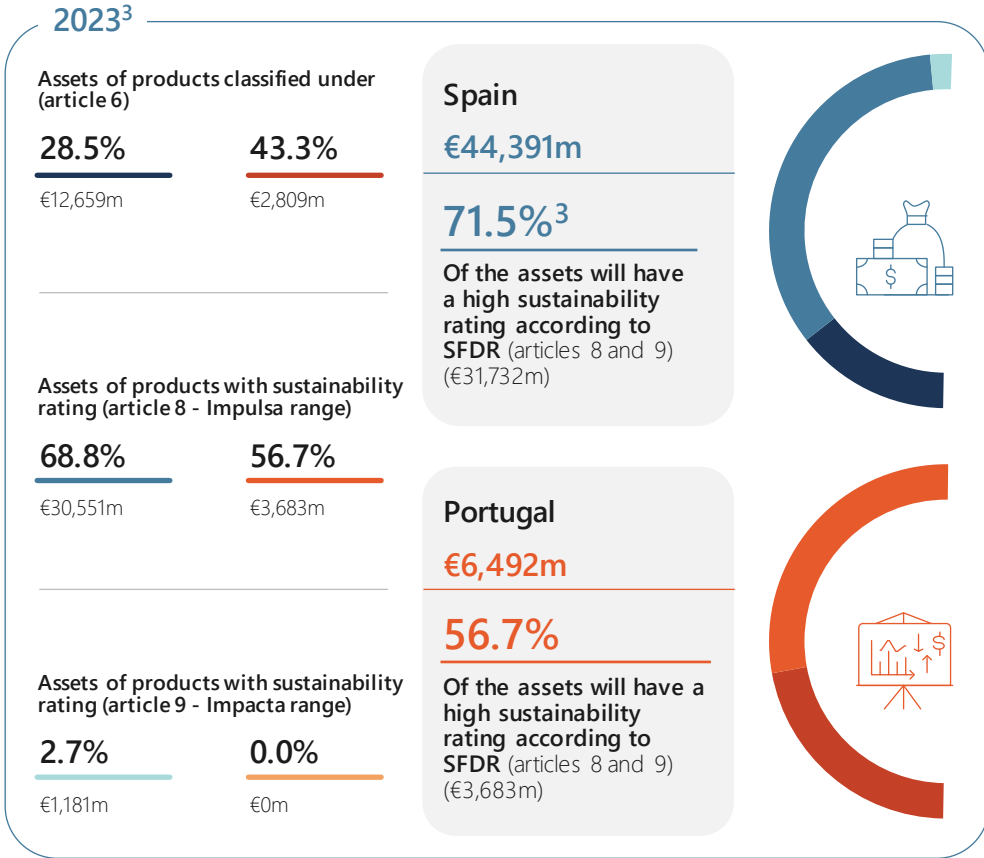 2023³
Assets of products classified under
(article 6)
28.5%
43.3%
€12,659m
€2,809m
Assets of products with sustainability
rating (article 8 - Impulsa range)
68.8%
56.7%
€30,551m
€3,683m
Assets of products with sustainability
rating (article 9 - Impacta range)
2.7%
0.0%
€1,181m
€0m
Spain
€44,391m
71.5%³
Of the assets will have
a high sustainability
rating according to
SFDR (articles 8 and 9)
(€31,732m)
$
Portugal
€6,492m
56.7%
Of the assets will have a
high sustainability
rating according to
SFDR (articles 8 and 9)
(€3,683m)
$